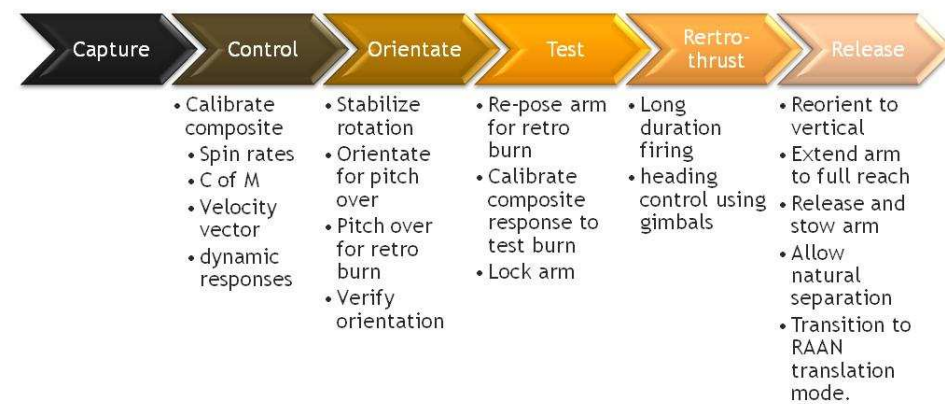 Capture
Control
Orientate
Test
Rertro-
thrust
Release
• Calibrate
composite
• Spin rates
• C of M
• Velocity
vector
• dynamic
responses
• Stabilize
rotation
• Orientate
for pitch
over
• Pitch over
for retro
burn
• Verify
orientation
• Re-pose arm
for retro
burn
• Calibrate
composite
response to
test burn
• Lock arm
• Long
duration
firing
• heading
control using
gimbals
• Reorient to
vertical
• Extend arm
to full reach
• Release and
stow arm
• Allow
natural
separation
• Transition to
RAAN
translation
mode.